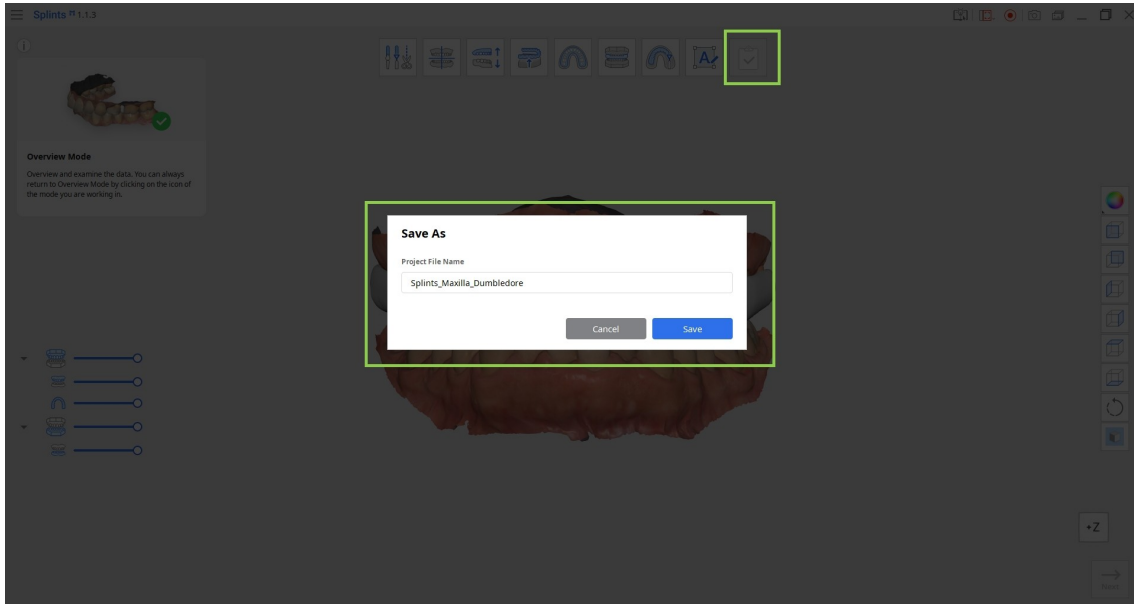 Splints 1.1.3
Overview Mode
Overview and examine the data. You can always
return to Overview Mode by clicking on the icon of
the mode you are working in.
A
Save As
Project File Name
Splints_Maxilla_Dumbledore
Cancel
Save
+Z
Next